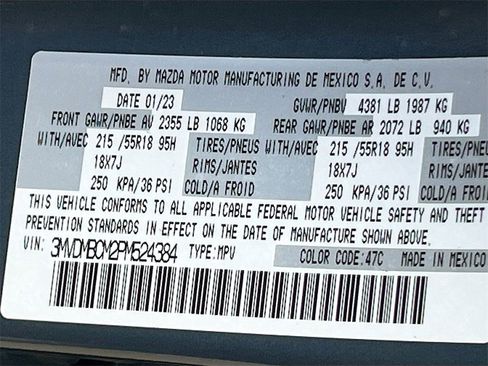 MFD. BY MAZDA MOTOR MANUFACTURING DE MEXICO S.A. DE C.V.
DATE 01/23 GVWR/PNBV 4381 LB 1987 KG
FRONT GAWR/PNBE AV 2355 LB 1068 KG REAR GAWR/PNBE AR 2072 LB 940 KG
WITH/AVEC 215 /55R18 95H TIRES/PNEUS WITH/AVEC 215 /55R18 95H TIRES/PNEUS
18X7J RIMS/JANTES 18X7J RIMS/JANTES
250 KPA/36 PSI COLD/A FROID 250 KPA/36 PSI COLD/A FROID
THIS VEHICLE CONFORMS TO ALL APPLICABLE FEDERAL MOTOR VEHICLE SAFETY AND THEFT
PREVENTION STANDARDS IN EFFECT ON THE DATE OF MANUFACTURE SHOWN ABOVE.
VIN: 3MVDMBCM2PM524384 TYPE:MPV COLOR CODE:47C MADE IN MEXICO